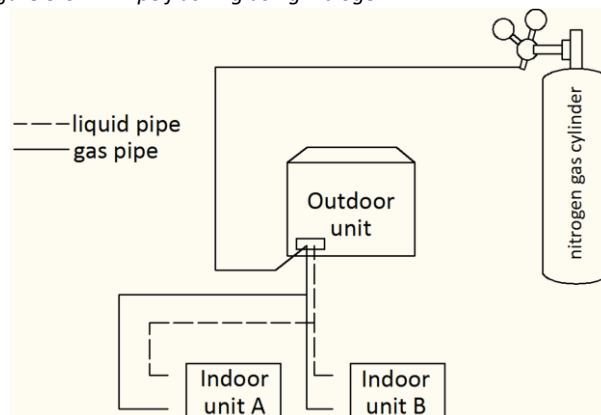 liquid pipe
gas pipe
Outdoor
unit
nitrogen gas cylinder
Indoor
unit A
Indoor
unit B